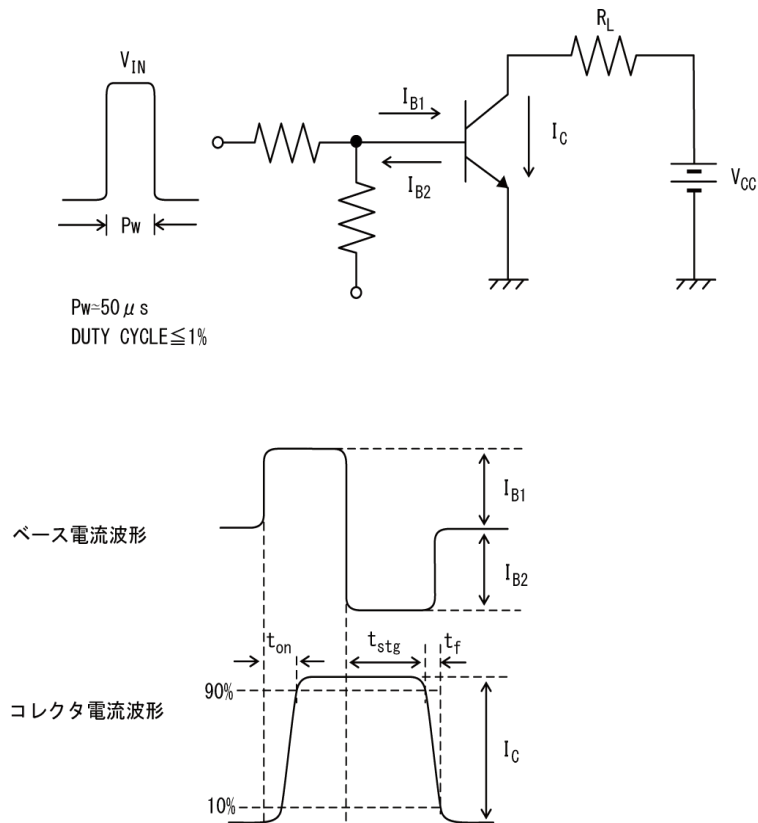 R_L
V_IN
I_B1
I_C
I_B2
V_CC
Pw
Pw≃50μs
DUTY CYCLE≦1%
I_B1
ベース電流波形
I_B2
t_on
t_stg
t_f
90%
コレクタ電流波形
I_C
10%